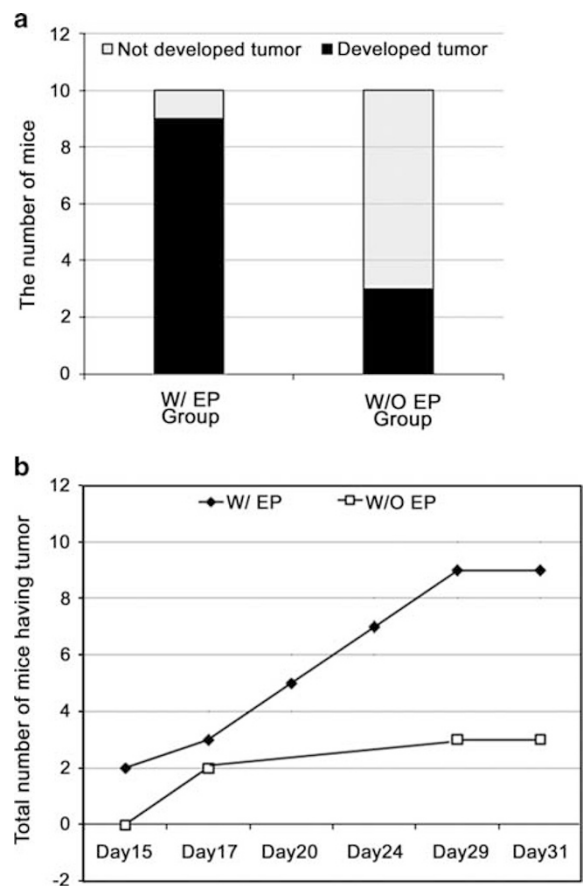 a
Not developed tumor Developed tumor
12
10
8
6
4
2
0
The number of mice
W/ EP
Group
W/O EP
Group
b
12
10
8
6
4
2
0
-2
Total number of mice having tumor
W/ EP W/O EP
Day15 Day17 Day20 Day24 Day29 Day31